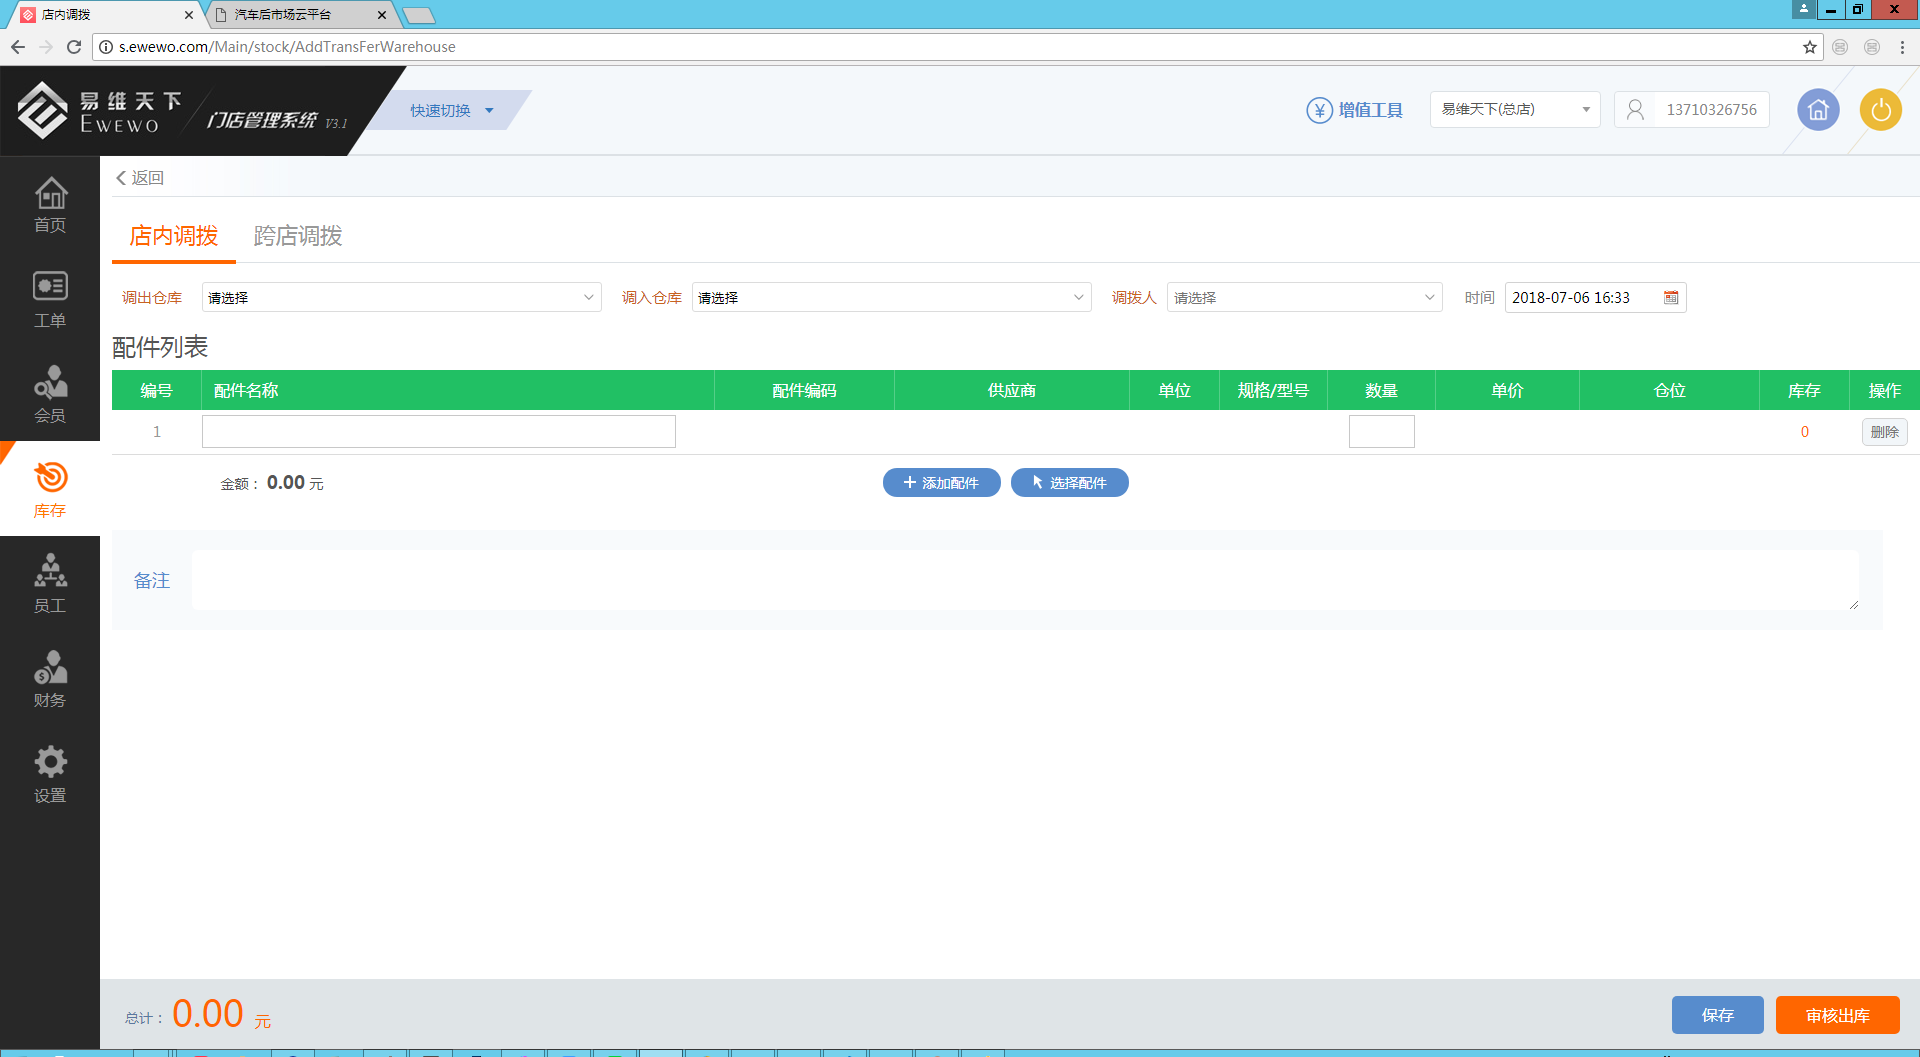 店内调拨
汽车后市场云平台
s.ewewo.com/Main/stock/AddTransFerWarehouse
易维天下
EWEWO
门店管理系统 V3.1
快速切换
增值工具
易维天下(总店)
13710326756
返回
首页
工单
会员
库存
员工
财务
设置
店内调拨 跨店调拨
调出仓库 请选择 调入仓库 请选择 调拨人 请选择 时间 2018-07-06 16:33
配件列表
编号 配件名称 配件编码 供应商 单位 规格/型号 数量 单价 仓位 库存 操作
1 0 删除
金额： 0.00 元 添加配件 选择配件
备注
总计： 0.00 元 保存 审核出库